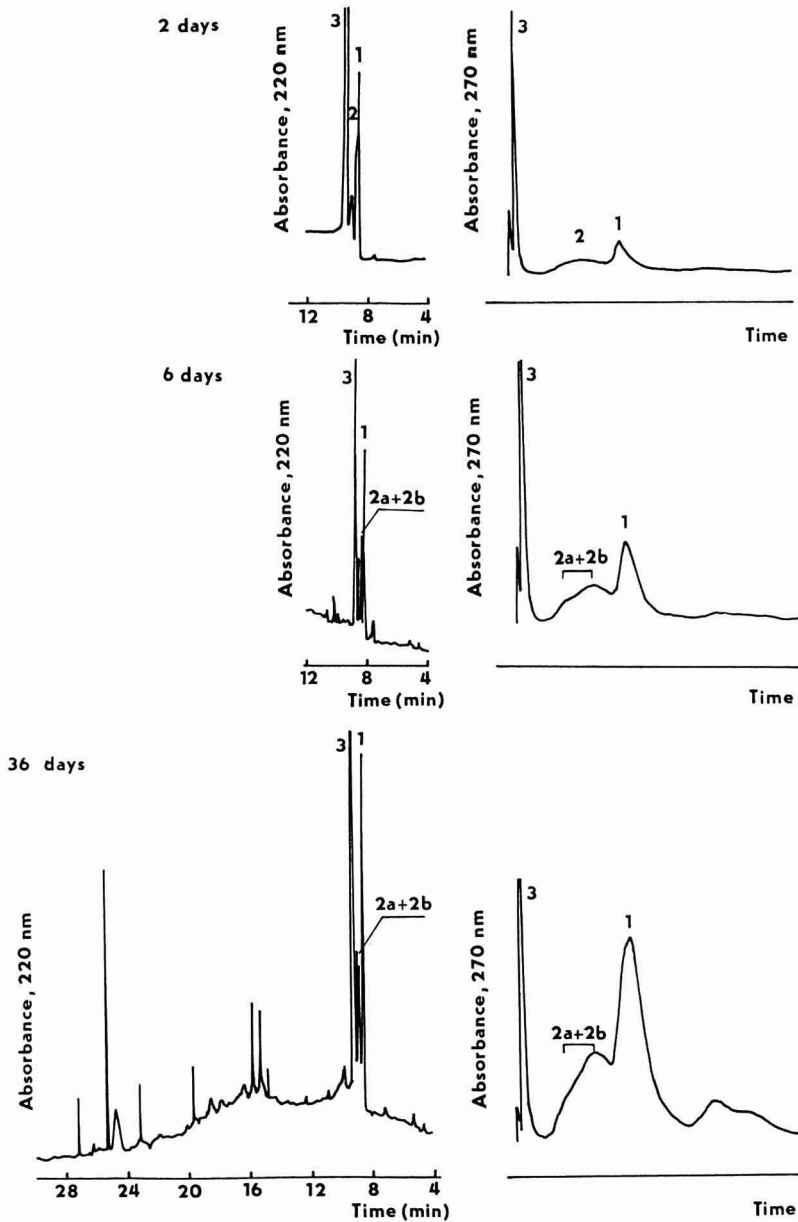 2 days
Absorbance, 220 nm
3
1
2
12 8 4
Time (min)
Absorbance, 270 nm
3
2
1
Time
6 days
Absorbance, 220 nm
3
1
2a+2b
12 8 4
Time (min)
Absorbance, 270 nm
3
2a+2b
1
Time
36 days
Absorbance, 220 nm
3 1
2a+2b
28 24 20 16 12 8 4
Time (min)
Absorbance, 270 nm
3
2a+2b
1
Time